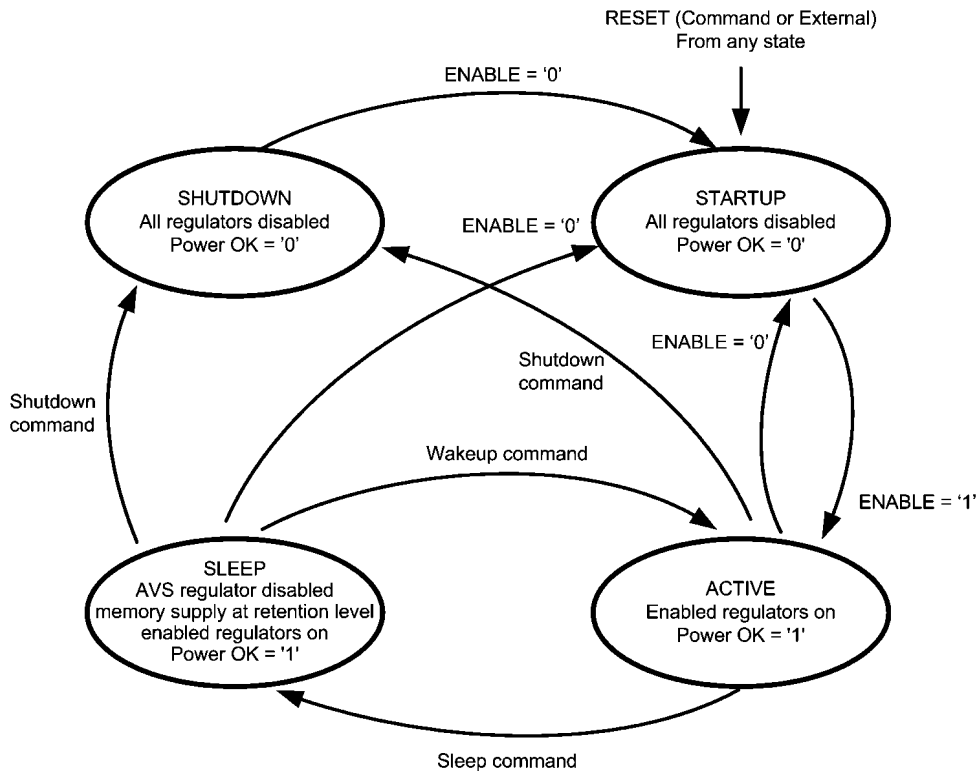 RESET (Command or External)
From any state
ENABLE = ‘0’
SHUTDOWN
All regulators disabled
Power OK = '0'
STARTUP
All regulators disabled
Power OK = '0'
ENABLE = ‘0’
ENABLE = ‘0’
Shutdown
command
Shutdown
command
Wakeup command
ENABLE = ‘1’
SLEEP
AVS regulator disabled
memory supply at retention level
enabled regulators on
Power OK = '1'
ACTIVE
Enabled regulators on
Power OK = '1'
Sleep command